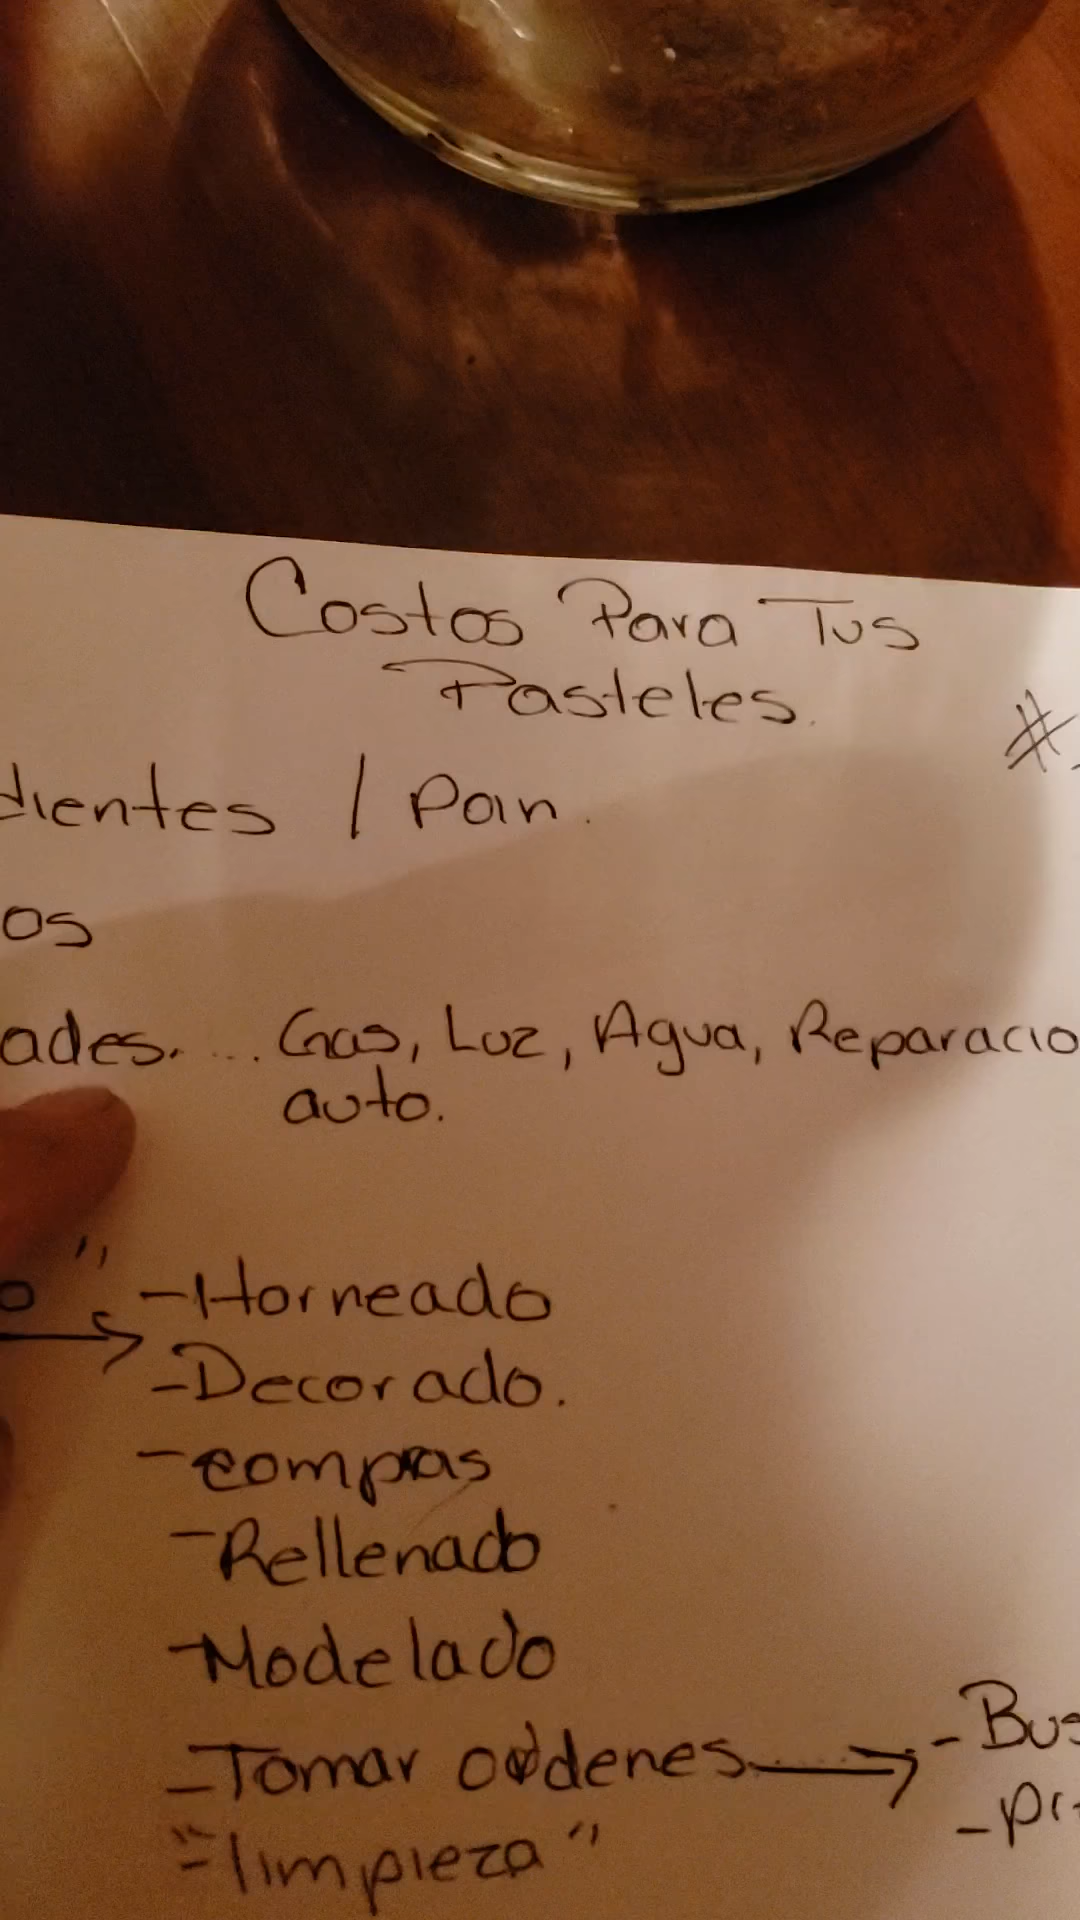 Costos Para Tus
Pasteles.
#
dientes / Pan.
os
ades. ... Gas, Luz, Agua, Reparacio
auto.
o"
-Horneado
-Decorado.
-compras
-Rellenado
-Modelado
-Tomar ordenes → - Bus
- pr
"-limpieza"